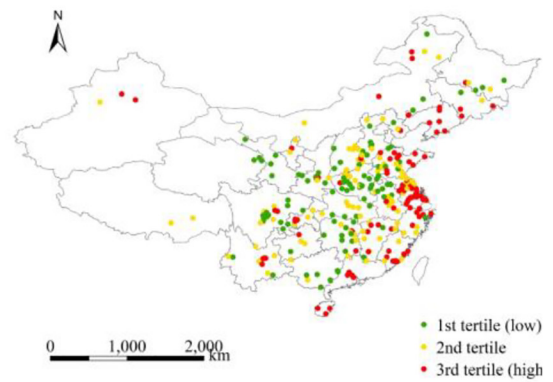 N
1st tertile (low)
2nd tertile
3rd tertile (high
0 1,000 2,000
km